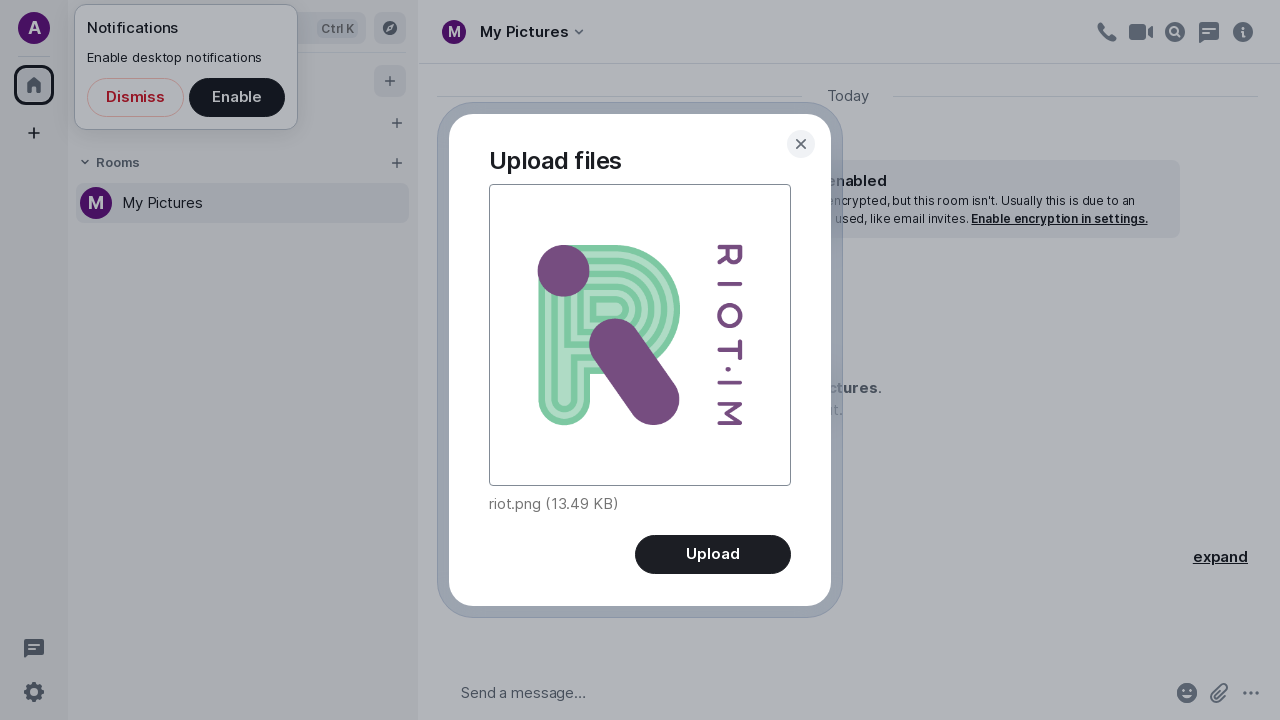 A
Notifications
Enable desktop notifications
Dismiss
Enable
Ctrl K
Rooms
M
My Pictures
M
My Pictures
Today
enabled
encrypted, but this room isn't. Usually this is due to an
used, like email invites. Enable encryption in settings.
ctures.
it.
expand
Upload files
RIOT·IM
riot.png (13.49 KB)
Upload
Send a message…